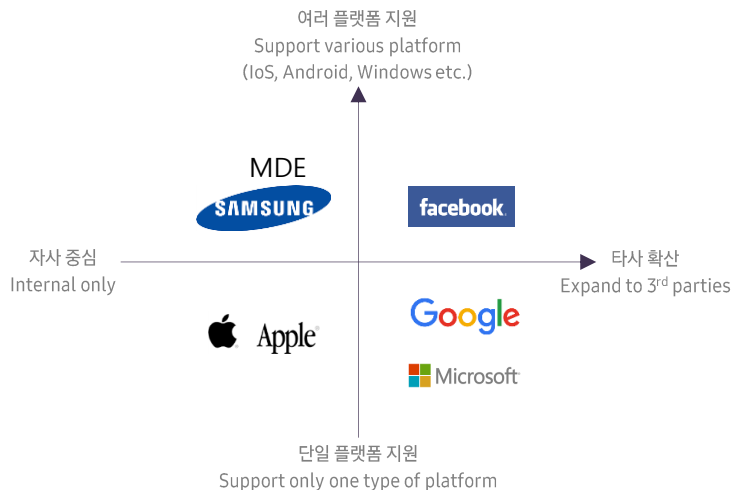 여러 플랫폼 지원
Support various platform
(IoS, Android, Windows etc.)
MDE
SAMSUNG
facebook.
자사 중심
Internal only
타사 확산
Expand to 3rd parties
Apple
Google
Microsoft
단일 플랫폼 지원
Support only one type of platform